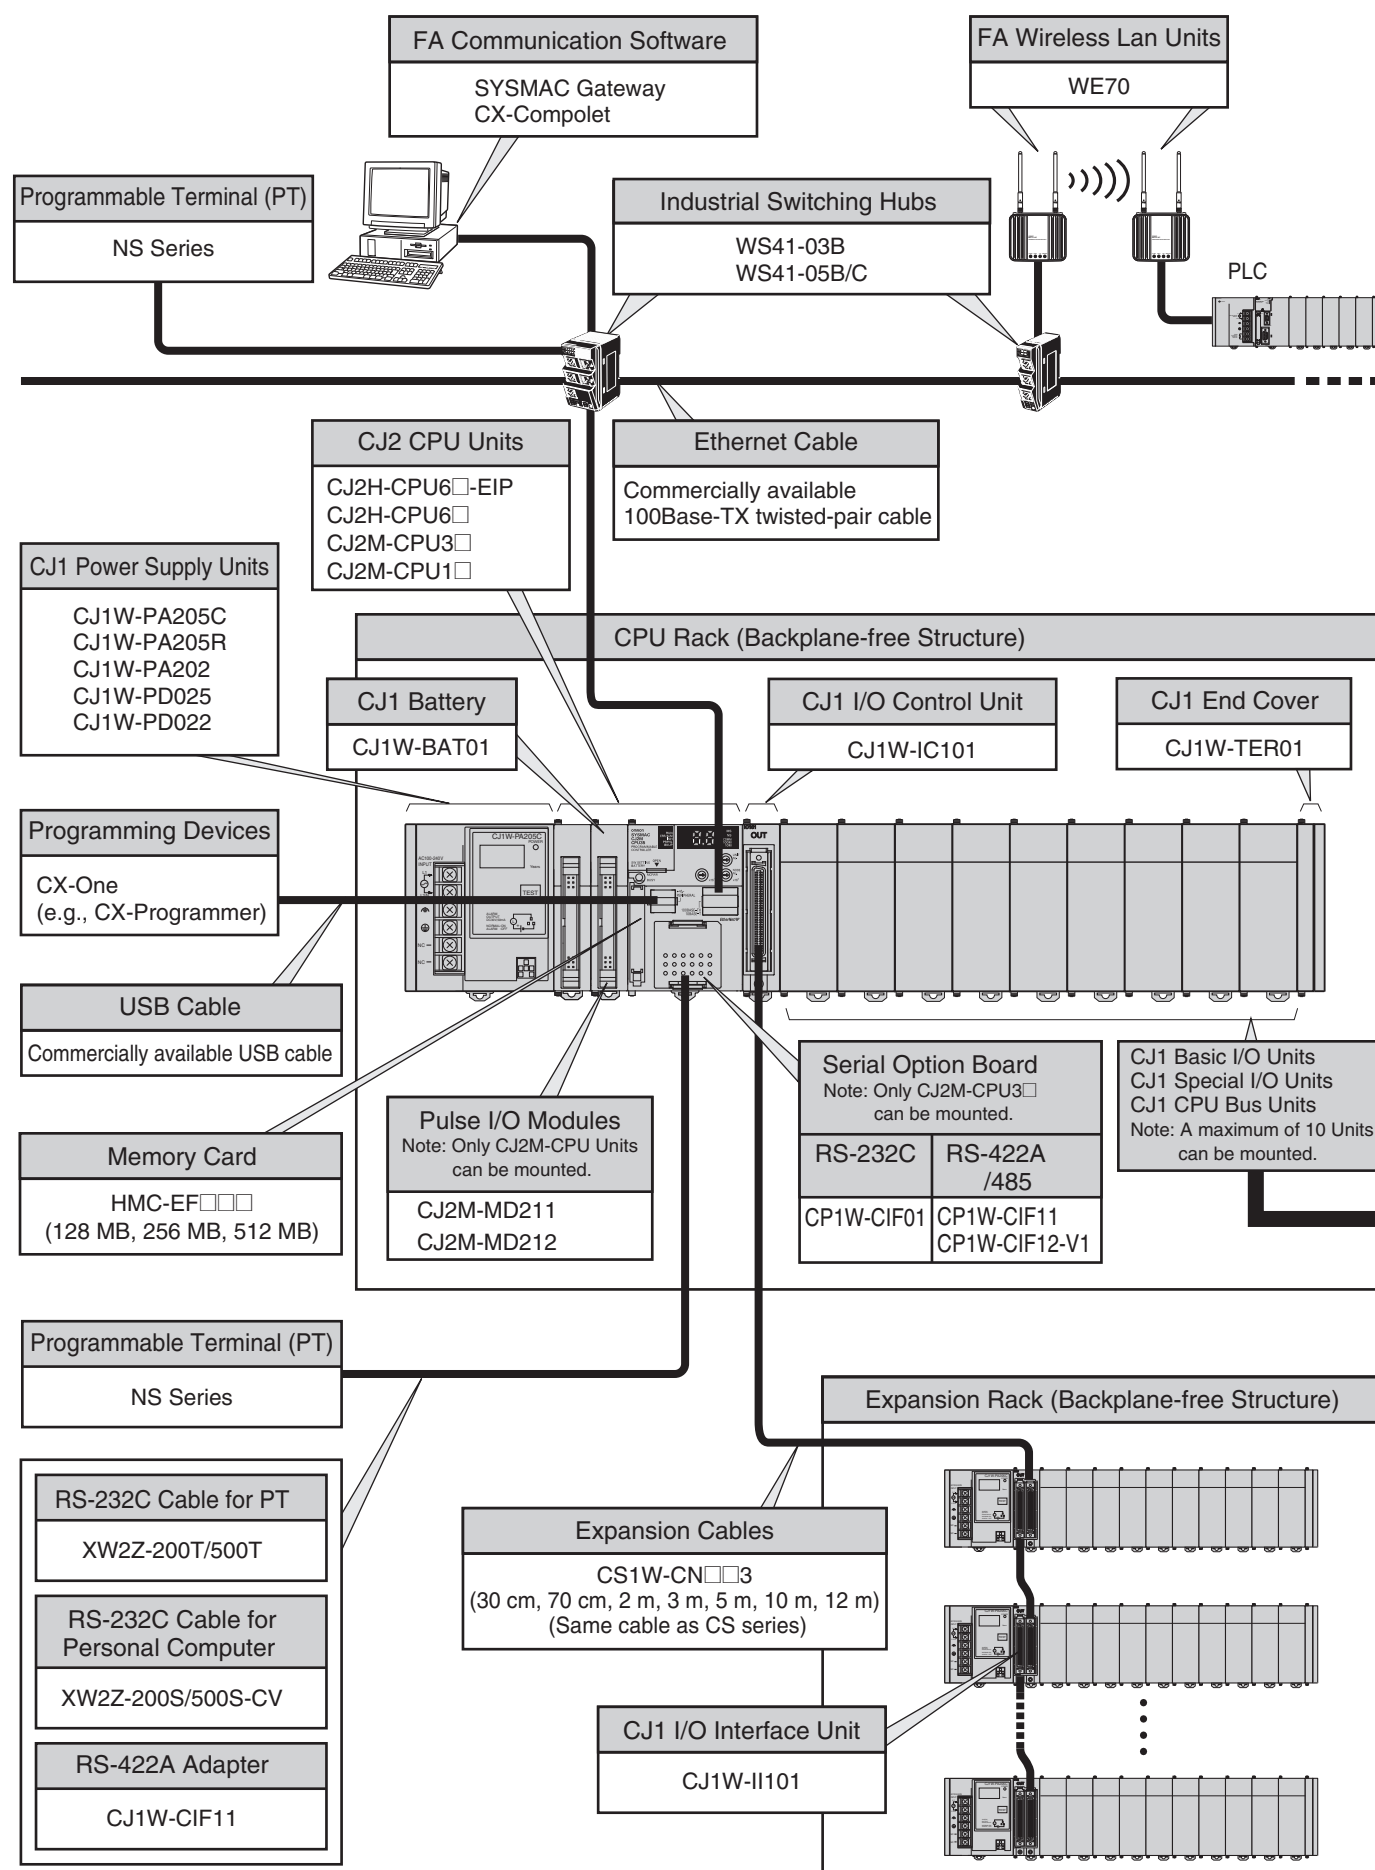 FA Communication Software
SYSMAC Gateway
CX-Compolet
FA Wireless Lan Units
WE70
Programmable Terminal (PT)
NS Series
Industrial Switching Hubs
WS41-03B
WS41-05B/C
PLC
CJ2 CPU Units
CJ2H-CPU6□-EIP
CJ2H-CPU6□
CJ2M-CPU3□
CJ2M-CPU1□
Ethernet Cable
Commercially available
100Base-TX twisted-pair cable
CJ1 Power Supply Units
CJ1W-PA205C
CJ1W-PA205R
CJ1W-PA202
CJ1W-PD025
CJ1W-PD022
CPU Rack (Backplane-free Structure)
CJ1 Battery
CJ1W-BAT01
CJ1 I/O Control Unit
CJ1W-IC101
CJ1 End Cover
CJ1W-TER01
Programming Devices
CX-One
(e.g., CX-Programmer)
CJ1W-PA205C
POWER
TEST
AC100-240V
INPUT
NC
NC
SYSMAC
OUT
USB Cable
Commercially available USB cable
Memory Card
HMC-EF□□□
(128 MB, 256 MB, 512 MB)
Pulse I/O Modules
Note: Only CJ2M-CPU Units
can be mounted.
CJ2M-MD211
CJ2M-MD212
Serial Option Board
Note: Only CJ2M-CPU3□
can be mounted.
RS-232C
RS-422A
/485
CP1W-CIF01
CP1W-CIF11
CP1W-CIF12-V1
CJ1 Basic I/O Units
CJ1 Special I/O Units
CJ1 CPU Bus Units
Note: A maximum of 10 Units
can be mounted.
Programmable Terminal (PT)
NS Series
RS-232C Cable for PT
XW2Z-200T/500T
RS-232C Cable for
Personal Computer
XW2Z-200S/500S-CV
RS-422A Adapter
CJ1W-CIF11
Expansion Rack (Backplane-free Structure)
Expansion Cables
CS1W-CN□□3
(30 cm, 70 cm, 2 m, 3 m, 5 m, 10 m, 12 m)
(Same cable as CS series)
CJ1 I/O Interface Unit
CJ1W-II101